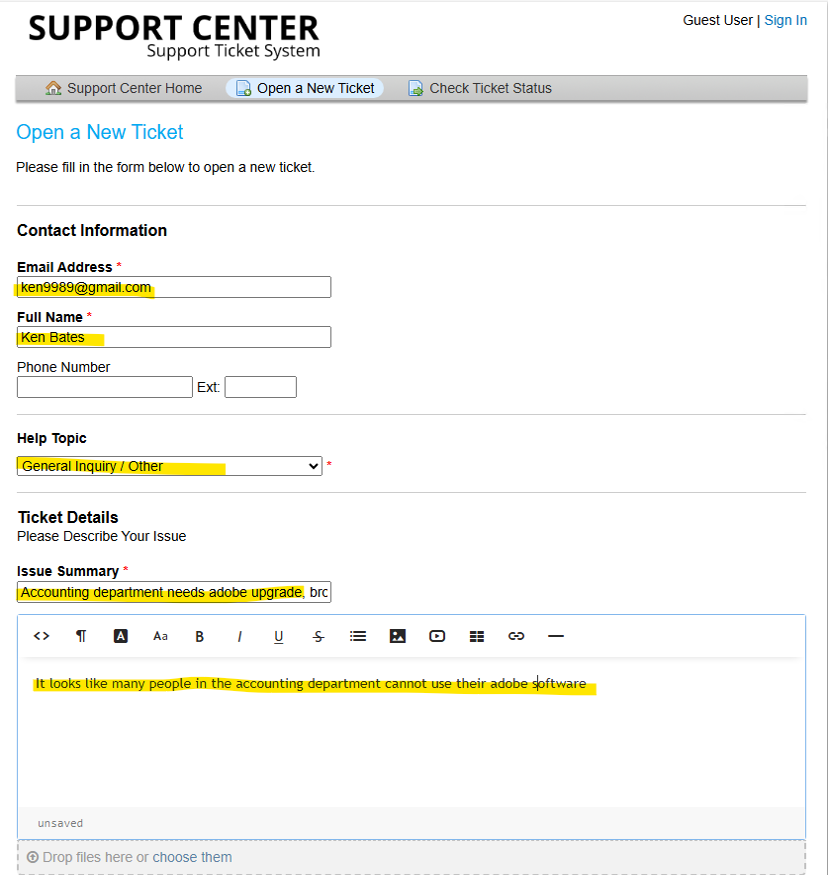 SUPPORT CENTER
Support Ticket System
Guest User | Sign In
Support Center Home Open a New Ticket Check Ticket Status
Open a New Ticket
Please fill in the form below to open a new ticket.
Contact Information
Email Address *
ken9989@gmail.com
Full Name *
Ken Bates
Phone Number
Ext:
Help Topic
General Inquiry / Other *
Ticket Details
Please Describe Your Issue
Issue Summary *
Accounting department needs adobe upgrade, brc
<> ¶ A Aa B I U S
It looks like many people in the accounting department cannot use their adobe software
unsaved
Drop files here or choose them